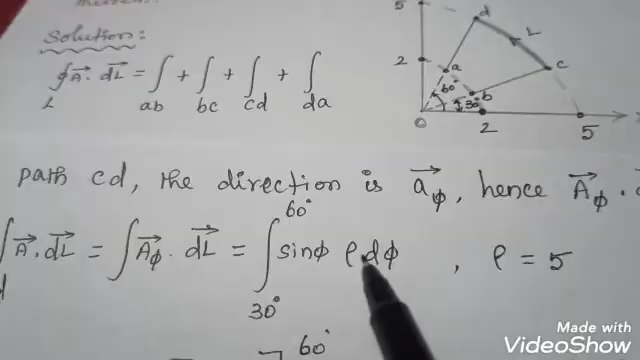 Solution:
∮ A⃗ · dL⃗ = ∫ + ∫ + ∫ + ∫
L ab bc cd da
5 d L
2 a c
60° b
30°
0 2 5
path cd, the direction is a⃗ϕ, hence A⃗ϕ .
∫ A⃗ · dL⃗ = ∫ A⃗ϕ · dL⃗ = ∫ sinϕ ρ dϕ , ρ = 5
60°
30°
60°
Made with
VideoShow